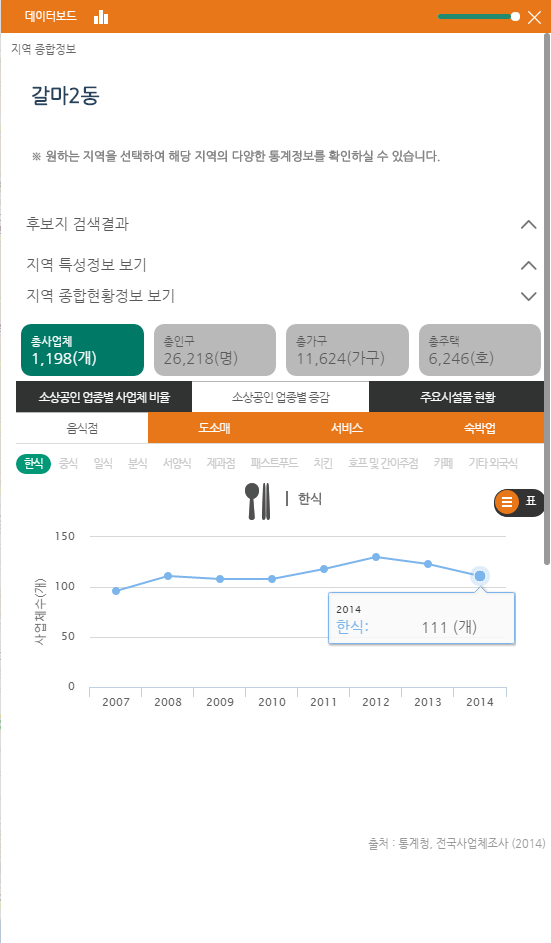 데이터보드
지역 종합정보
갈마2동
※ 원하는 지역을 선택하여 해당 지역의 다양한 통계정보를 확인하실 수 있습니다.
후보지 검색결과
지역 특성정보 보기
지역 종합현황정보 보기
총사업체 총인구 총가구 총주택
1,198(개) 26,218(명) 11,624(가구) 6,246(호)
소상공인 업종별 사업체 비율 소상공인 업종별 증감 주요시설물 현황
음식점 도소매 서비스 숙박업
한식 중식 일식 분식 서양식 제과점 패스트푸드 치킨 호프 및 간이주점 카페 기타 외국식
한식
표
사업체수(개)
150
100
50
0
2014
한식: 111 (개)
2007 2008 2009 2010 2011 2012 2013 2014
출처 : 통계청, 전국사업체조사 (2014)